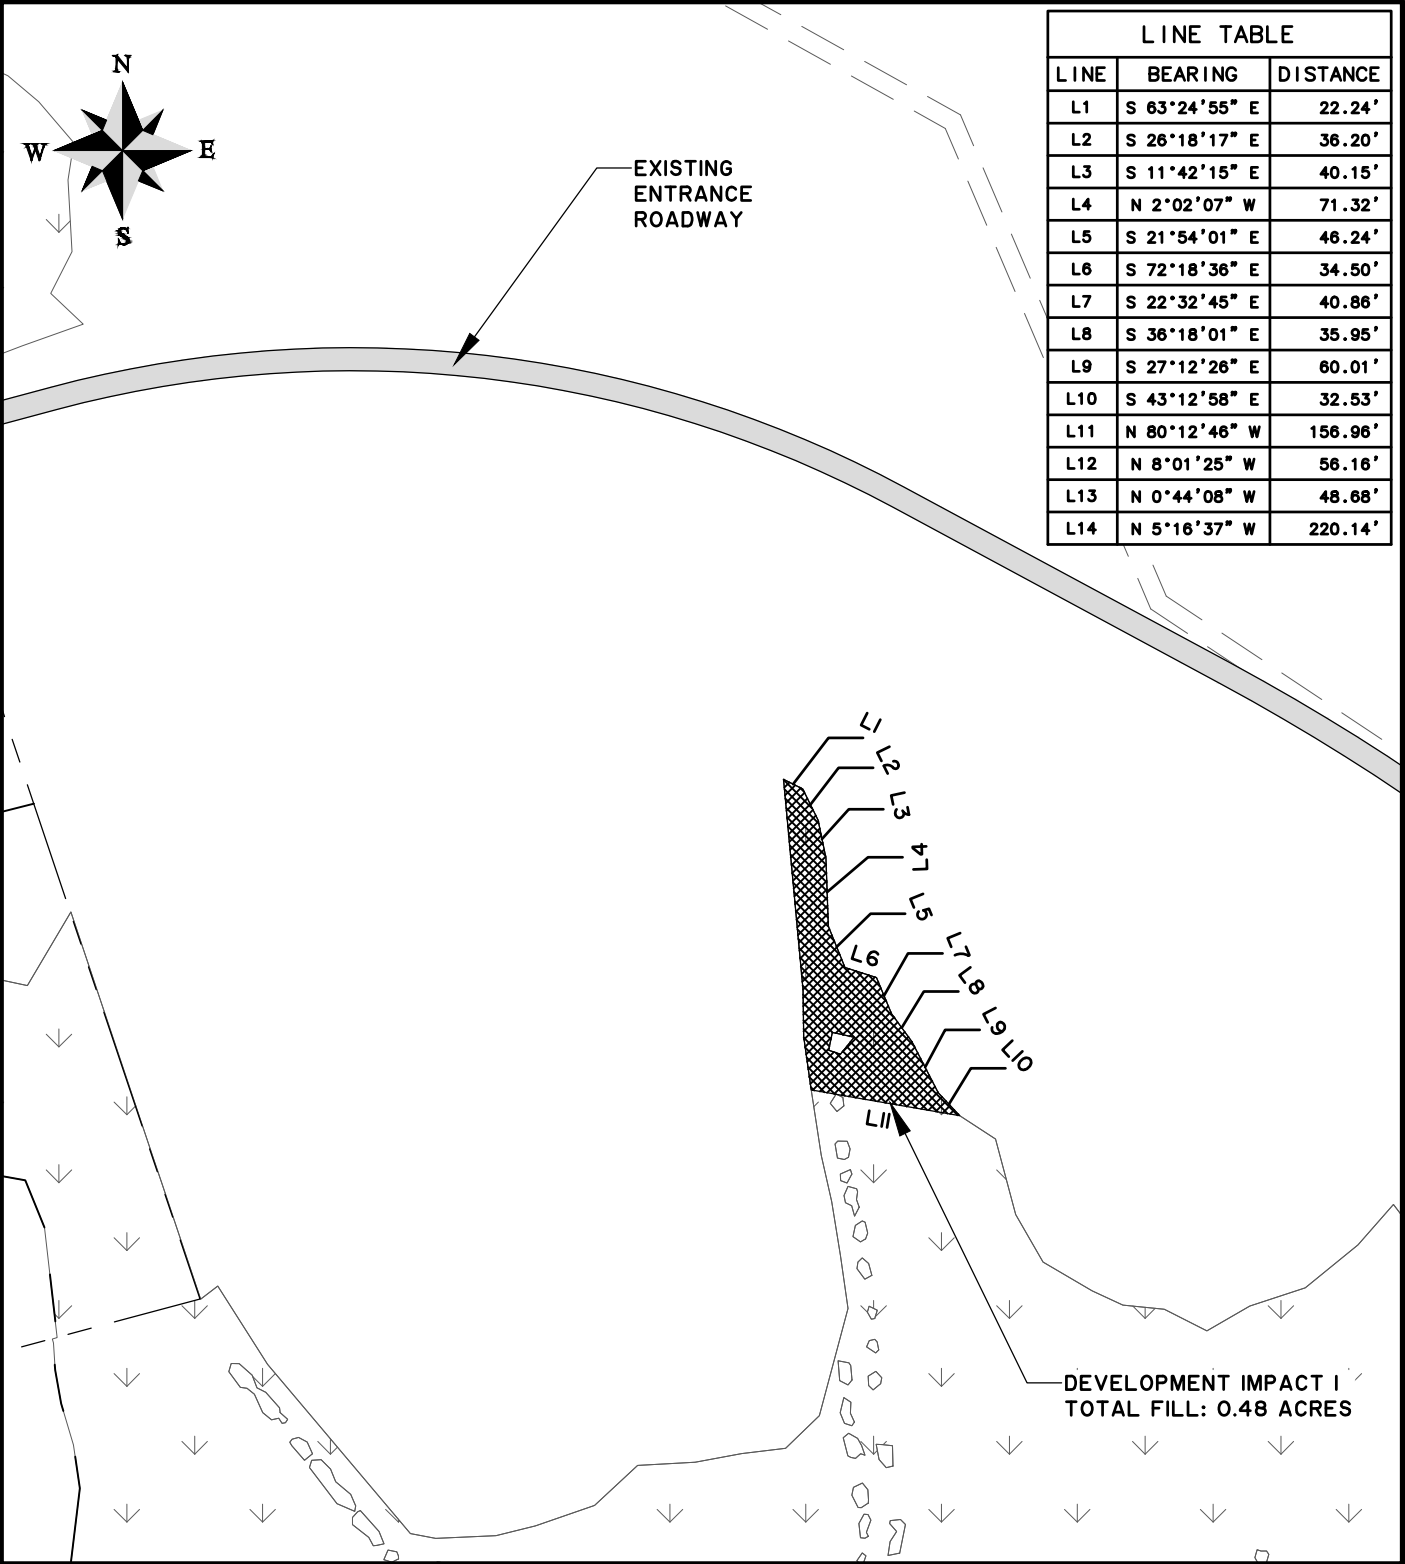 N
W
E
S
EXISTING
ENTRANCE
ROADWAY
LINE TABLE
LINE BEARING DISTANCE
L1 S 63°24'55" E 22.24'
L2 S 26°18'17" E 36.20'
L3 S 11°42'15" E 40.15'
L4 N 2°02'07" W 71.32'
L5 S 21°54'01" E 46.24'
L6 S 72°18'36" E 34.50'
L7 S 22°32'45" E 40.86'
L8 S 36°18'01" E 35.95'
L9 S 27°12'26" E 60.01'
L10 S 43°12'58" E 32.53'
L11 N 80°12'46" W 156.96'
L12 N 8°01'25" W 56.16'
L13 N 0°44'08" W 48.68'
L14 N 5°16'37" W 220.14'
L1
L2
L3
L4
L5
L6
L7
L8
L9
L10
L11
DEVELOPMENT IMPACT 1
TOTAL FILL: 0.48 ACRES